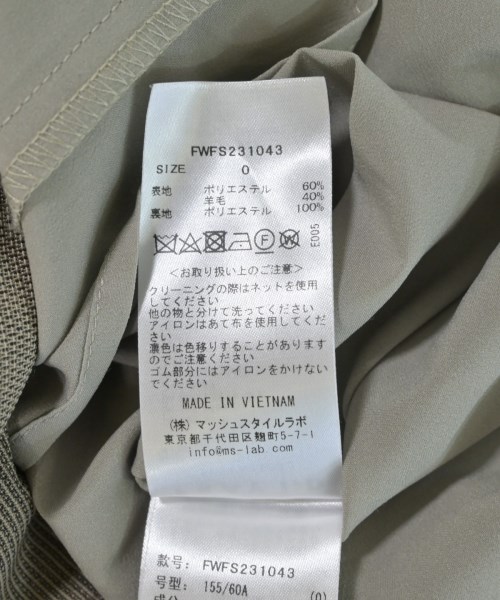 FWFS231043
SIZE 0
表地 ポリエステル 60%
羊毛 40%
裏地 ポリエステル 100%
F W E005
<お取り扱い上のご注意>
クリーニングの際はネットを使用
してください
他の物と分けて洗ってください
アイロンはあて布を使用してくだ
さい
濃色は色移りすることがあります
のでご注意ください
ゴム部分にはアイロンをかけない
でください
MADE IN VIETNAM
(株) マッシュスタイルラボ
東京都千代田区麹町5-7-1
info@ms-lab.com
款号: FWFS231043
号型: 155/60A (0)
成分